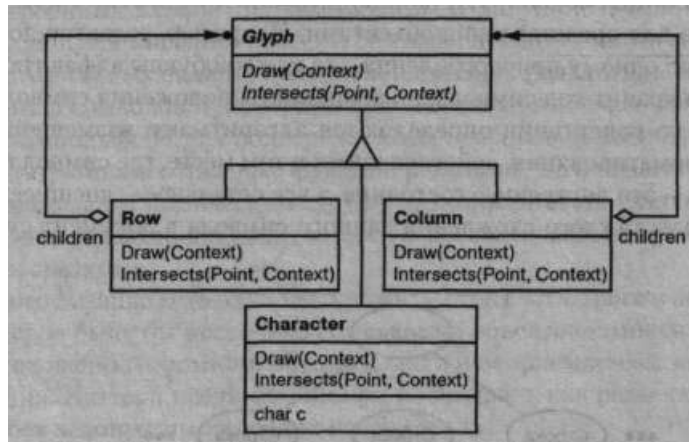 Glyph
Draw(Context)
Intersects(Point, Context)
Row
Draw(Context)
Intersects(Point, Context)
children
Column
Draw(Context)
Intersects(Point, Context)
children
Character
Draw(Context)
Intersects(Point, Context)
char c